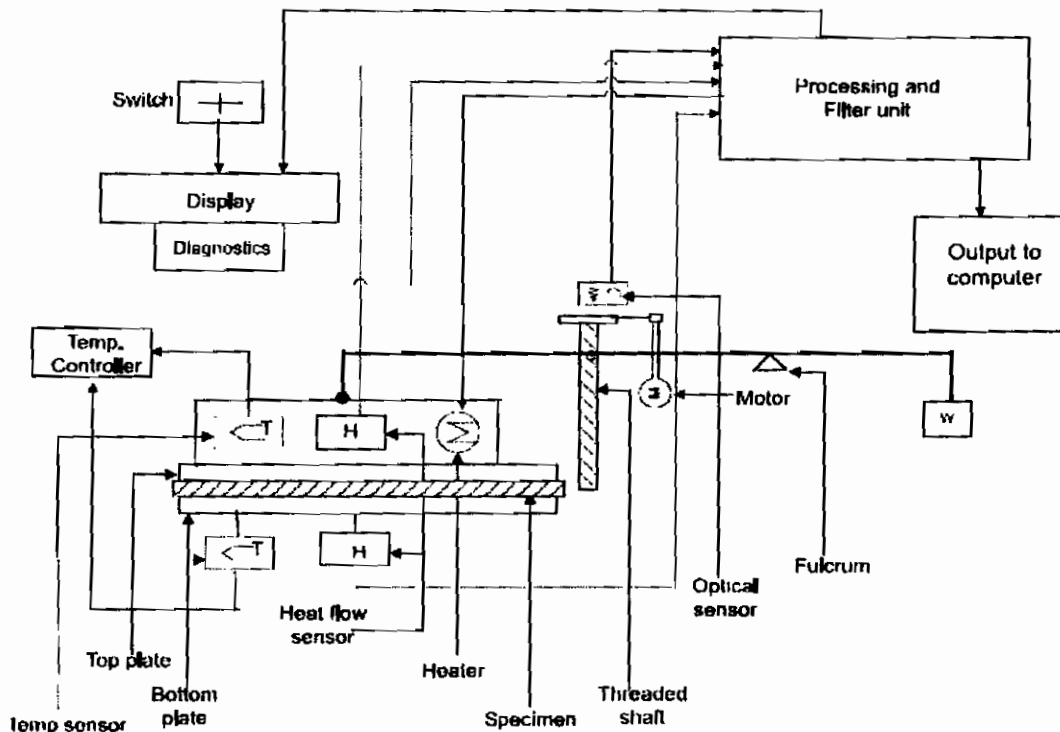 Switch
Processing and
Filter unit
Display
Diagnostics
Output to
computer
Temp.
Controller
T
H
M
Motor
W
T
H
Fulcrum
Optical
sensor
Heat flow
sensor
Top plate
Heater
Bottom
plate
Threaded
shaft
Specimen
Temp sensor